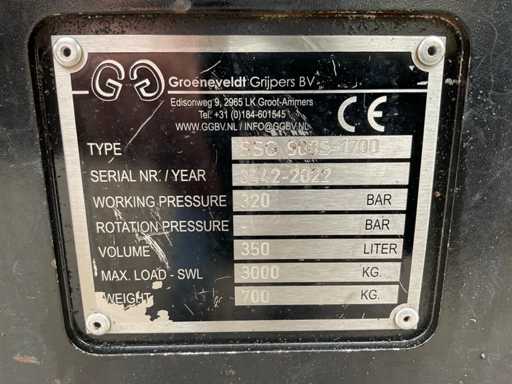 GG Groeneveldt Grijpers BV
Edisonweg 9, 2965 LK Groot-Ammers
Tel: +31 (0)184-601545
WWW.GGBV.NL / INFO@GGBV.NL
CE
TYPE
SERIAL NR. / YEAR 3442-2022
WORKING PRESSURE 320 BAR
ROTATION PRESSURE - BAR
VOLUME 350 LITER
MAX. LOAD - SWL 3000 KG.
WEIGHT 700 KG.